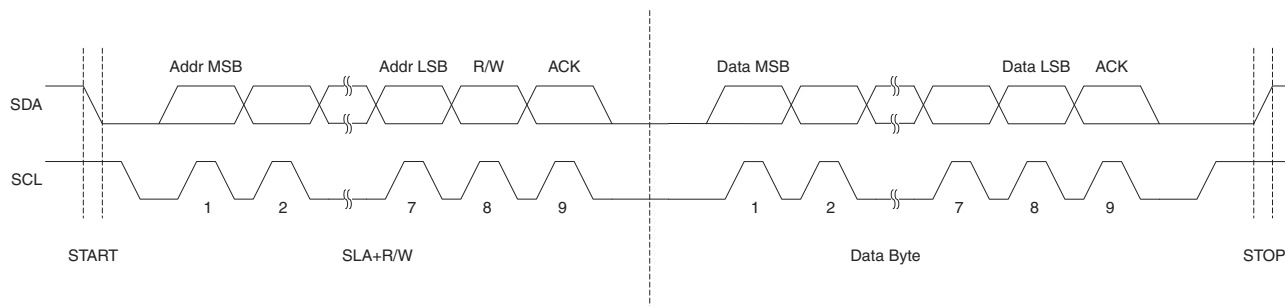 Addr MSB Addr LSB R/W ACK Data MSB Data LSB ACK
SDA
SCL
1 2 7 8 9 1 2 7 8 9
START SLA+R/W Data Byte STOP